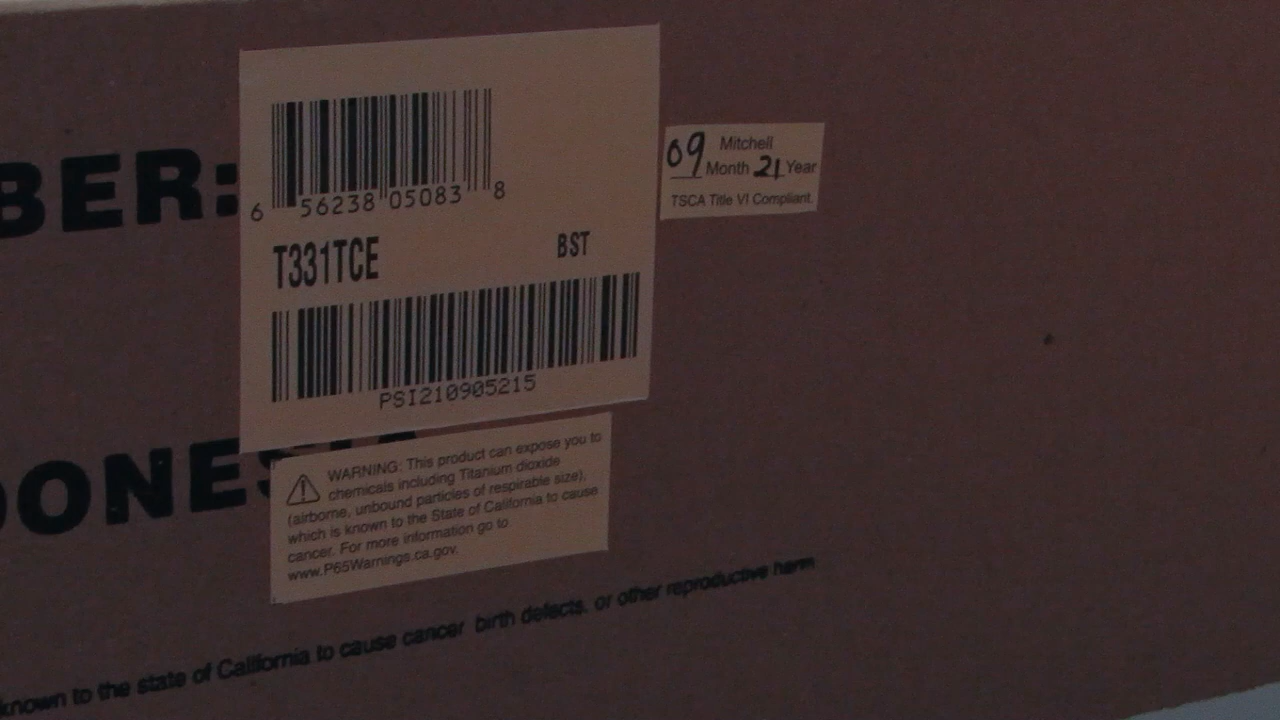 BER:
6 56238 05083 8
T331TCE BST
PSI210905215
09 Mitchell
Month 21 Year
TSCA Title VI Compliant.
WARNING: This product can expose you to
chemicals including Titanium dioxide
(airborne, unbound particles of respirable size),
which is known to the State of California to cause
cancer. For more information go to
www.P65Warnings.ca.gov.
known to the state of California to cause cancer birth defects, or other reproductive harm